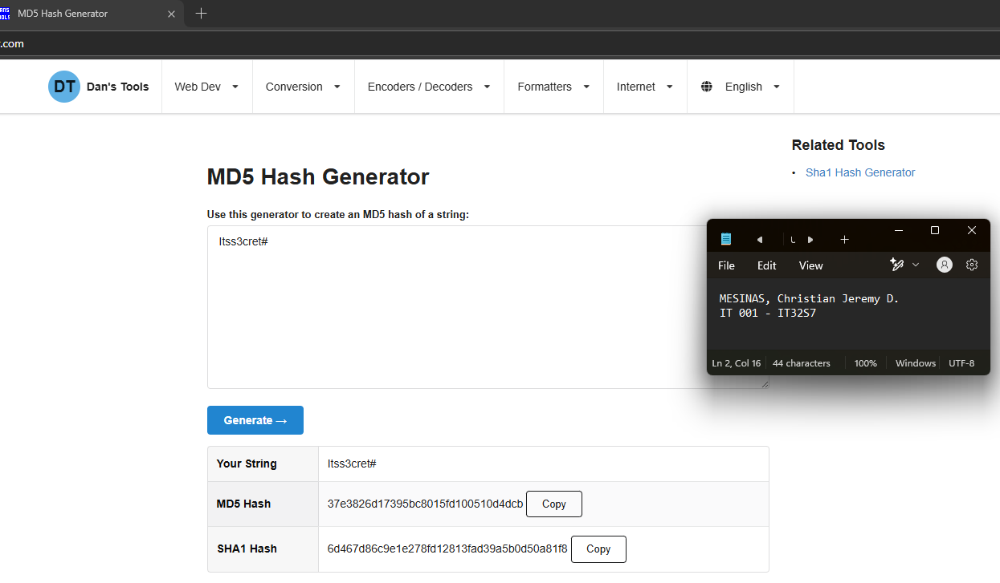 MD5 Hash Generator
.com
DT Dan's Tools Web Dev Conversion Encoders / Decoders Formatters Internet English
Related Tools
• Sha1 Hash Generator
MD5 Hash Generator
Use this generator to create an MD5 hash of a string:
Itss3cret#
File Edit View
MESINAS, Christian Jeremy D.
IT 001 - IT32S7
Ln 2, Col 16 44 characters 100% Windows UTF-8
Generate →
Your String Itss3cret#
MD5 Hash 37e3826d17395bc8015fd100510d4dcb Copy
SHA1 Hash 6d467d86c9e1e278fd12813fad39a5b0d50a81f8 Copy